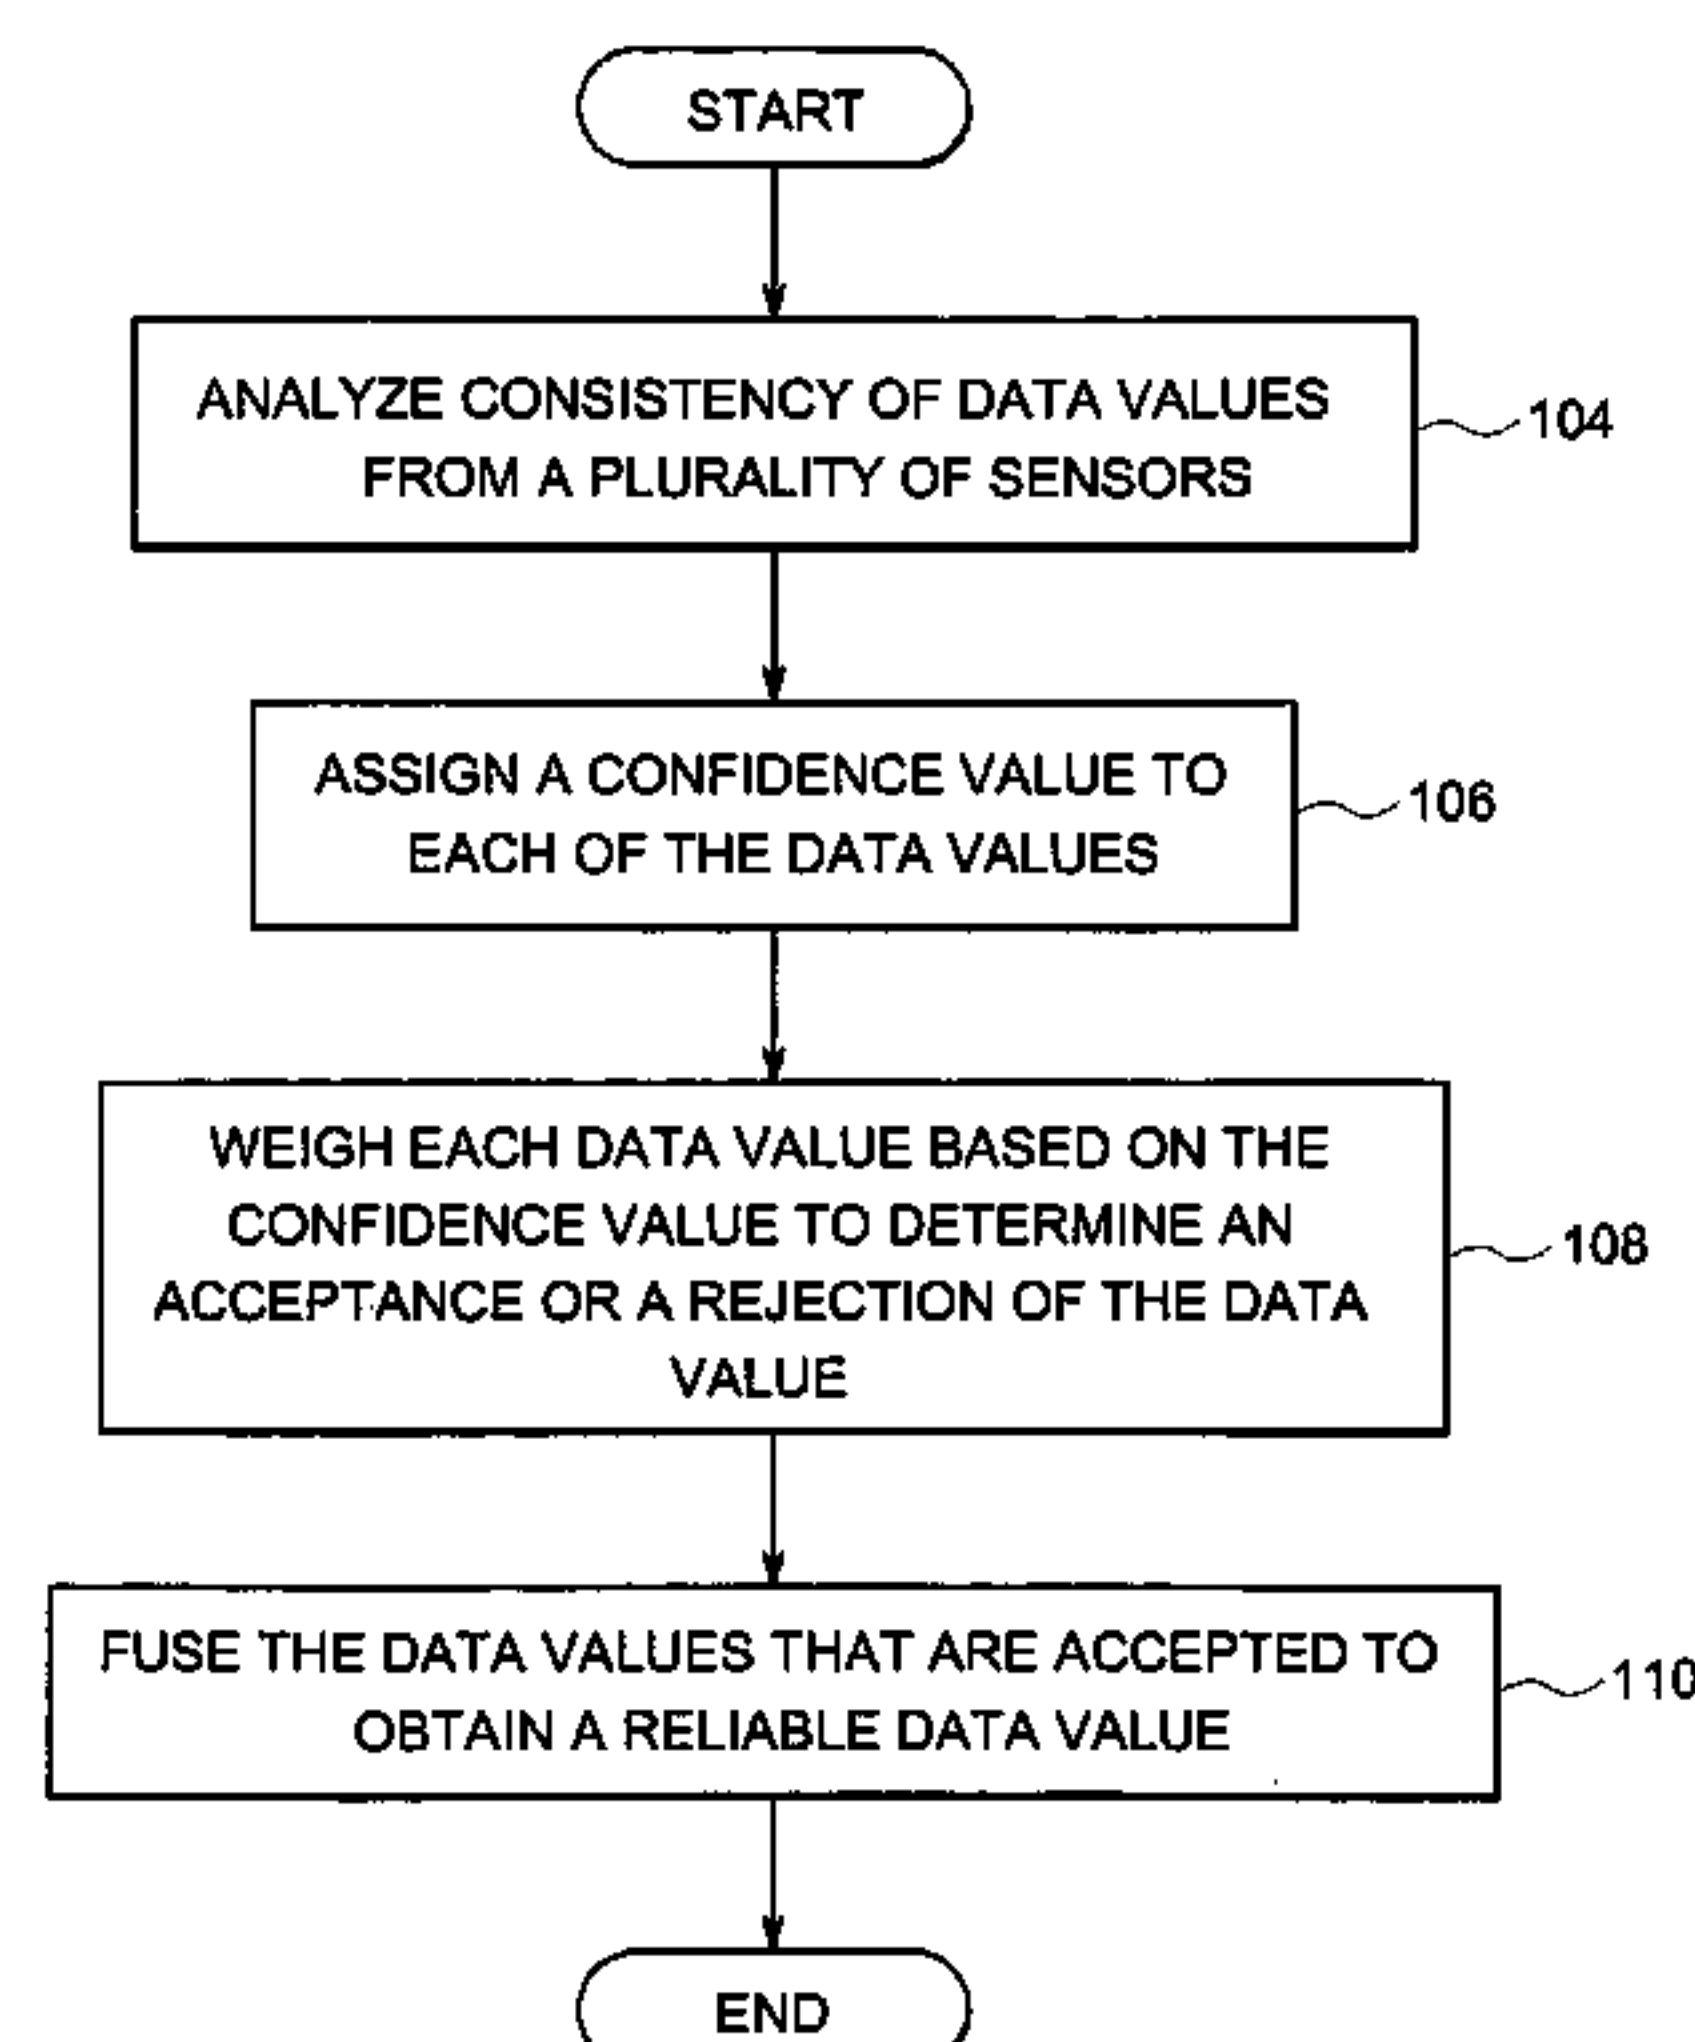 START
ANALYZE CONSISTENCY OF DATA VALUES
FROM A PLURALITY OF SENSORS
104
ASSIGN A CONFIDENCE VALUE TO
EACH OF THE DATA VALUES
106
WEIGH EACH DATA VALUE BASED ON THE
CONFIDENCE VALUE TO DETERMINE AN
ACCEPTANCE OR A REJECTION OF THE DATA
VALUE
108
FUSE THE DATA VALUES THAT ARE ACCEPTED TO
OBTAIN A RELIABLE DATA VALUE
110
END